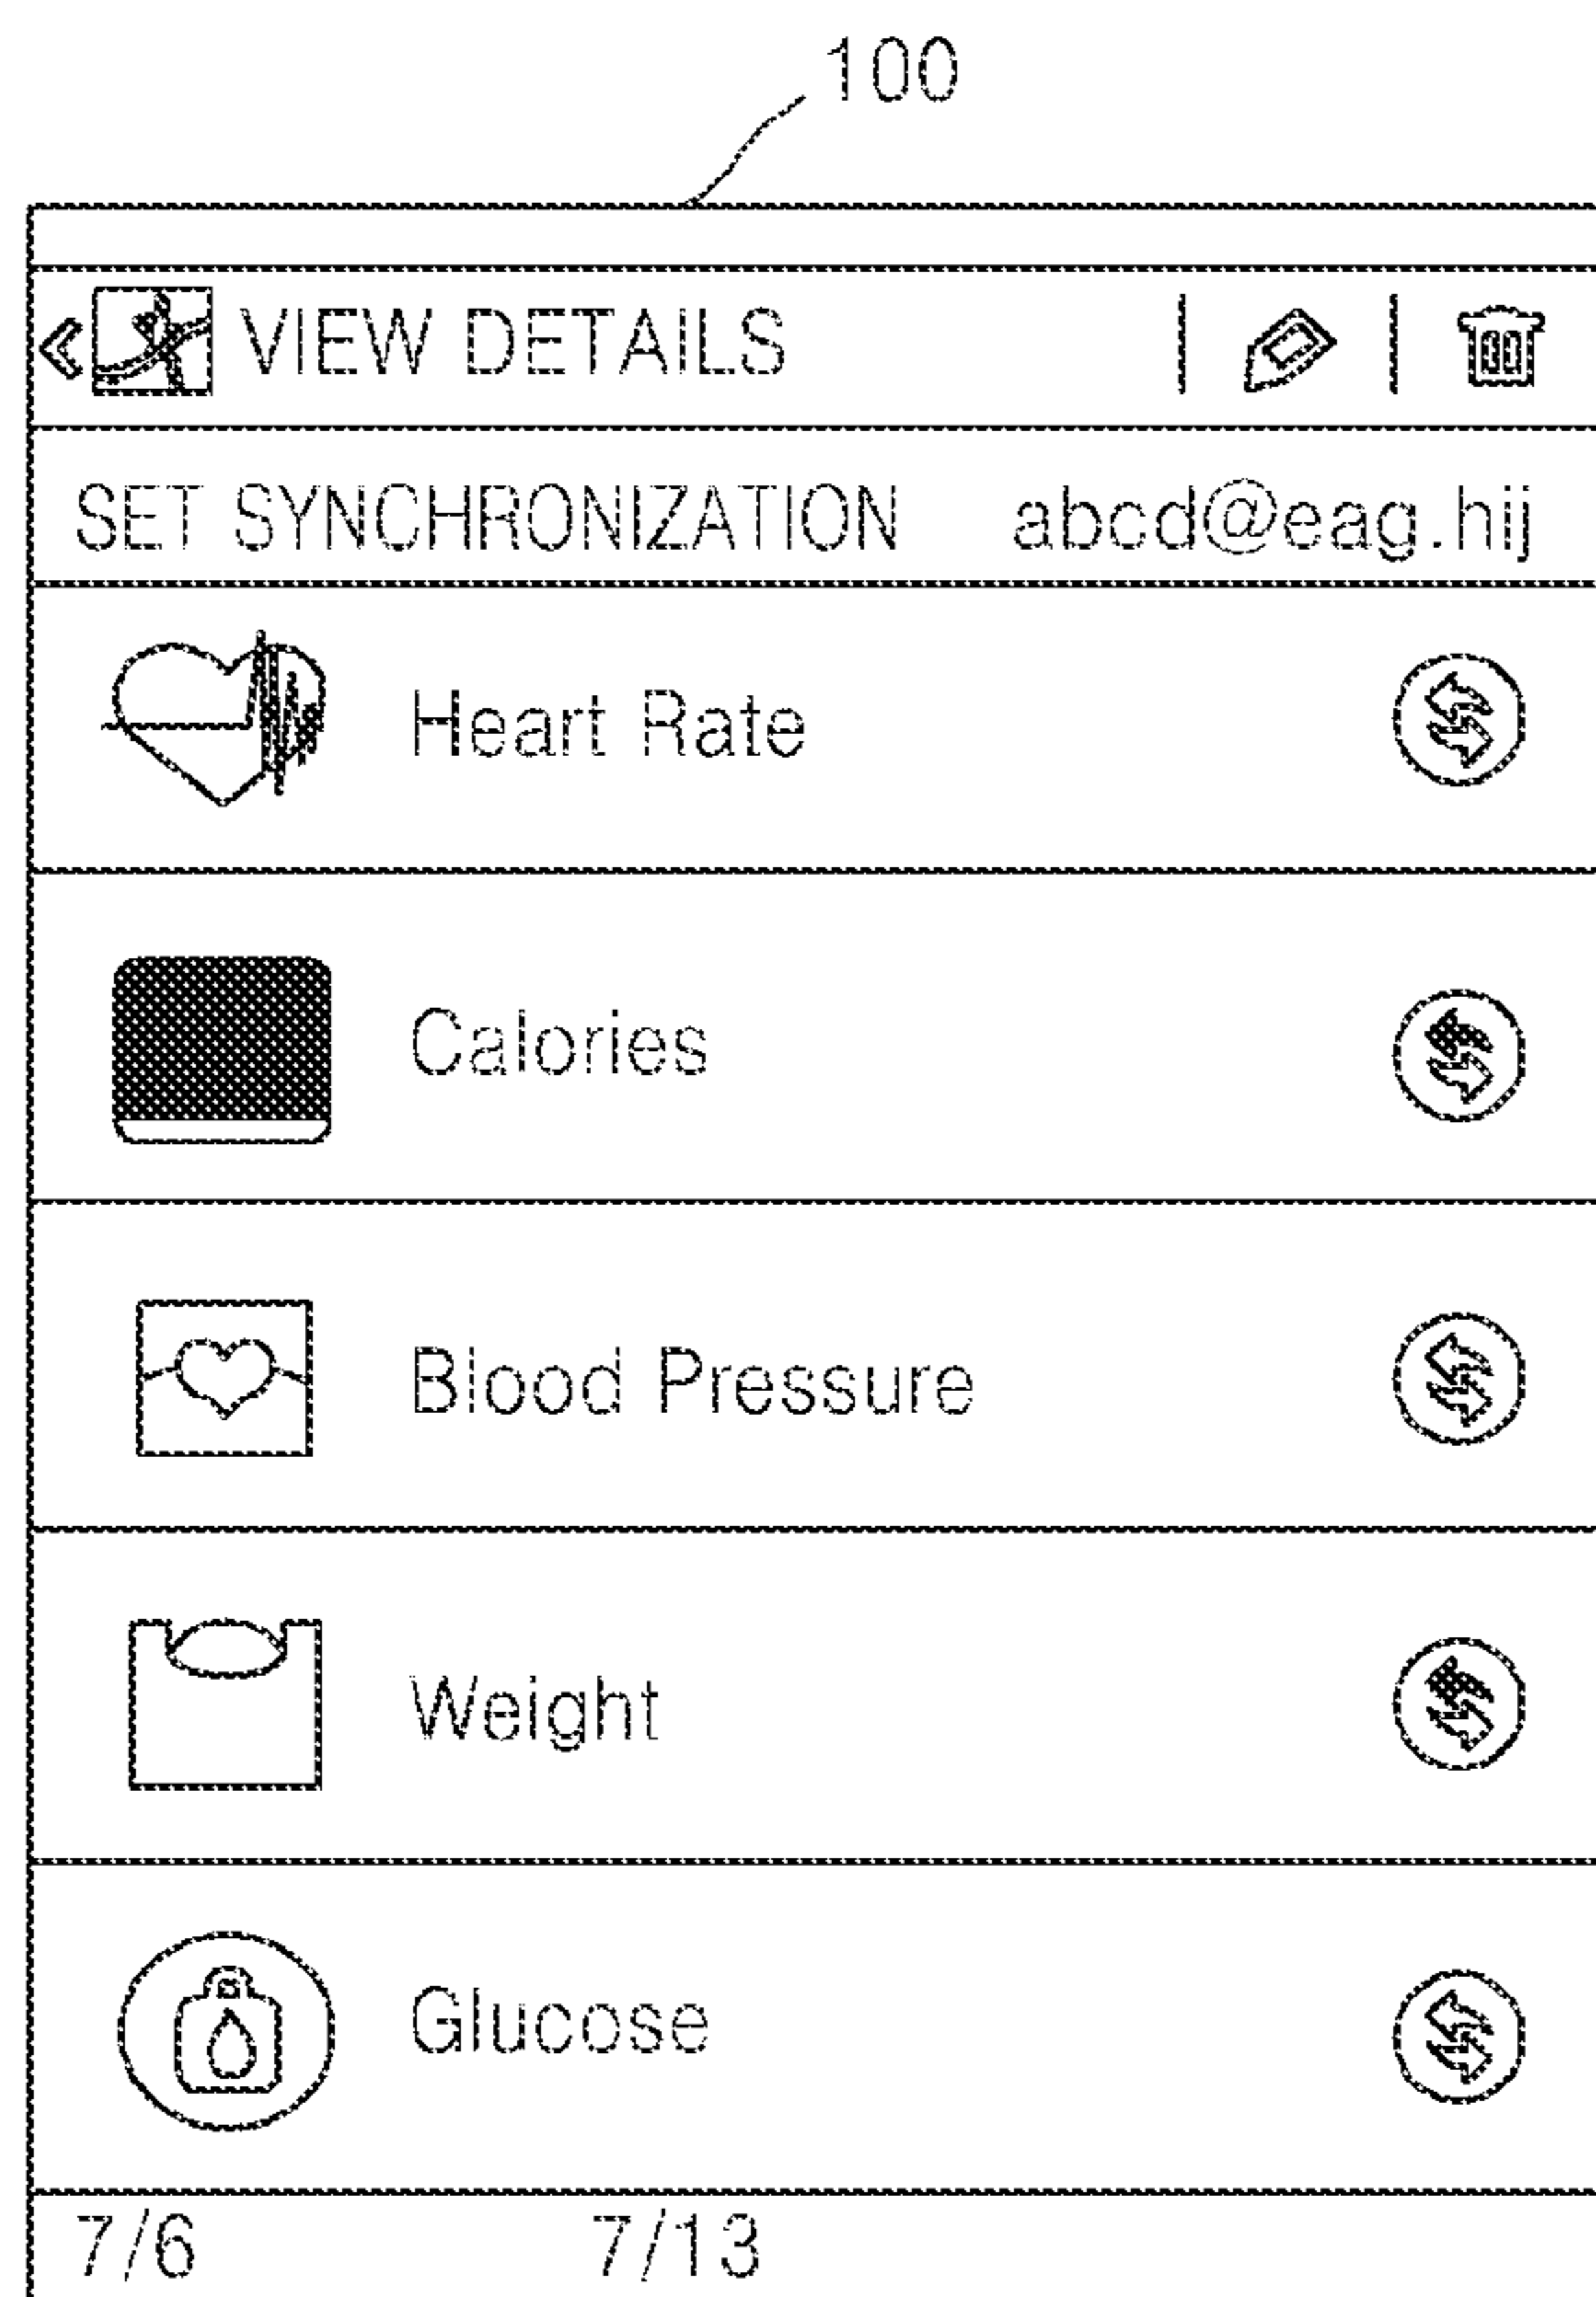 100
VIEW DETAILS
SET SYNCHRONIZATION abcd@eag.hij
Heart Rate
Calories
Blood Pressure
Weight
Glucose
7/6 7/13